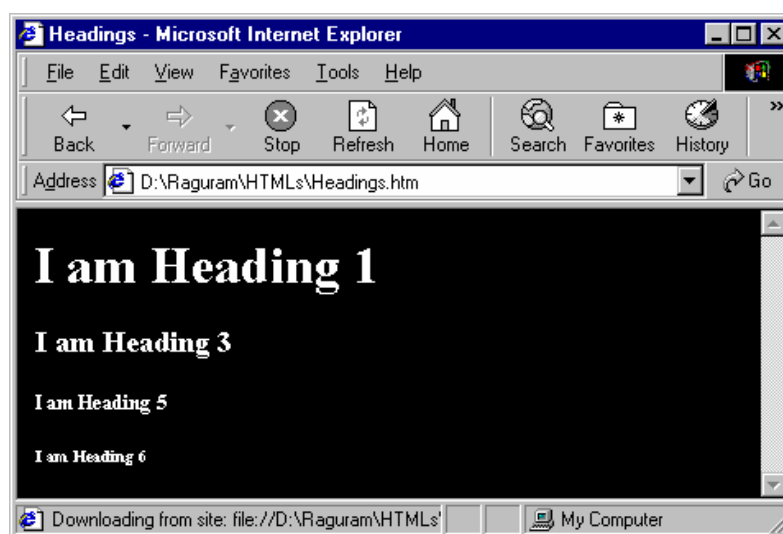 Headings - Microsoft Internet Explorer
File Edit View Favorites Tools Help
Back Forward Stop Refresh Home Search Favorites History »
Address D:\Raguram\HTMLs\Headings.htm Go
I am Heading 1
I am Heading 3
I am Heading 5
I am Heading 6
Downloading from site: file://D:\Raguram\HTMLs' My Computer